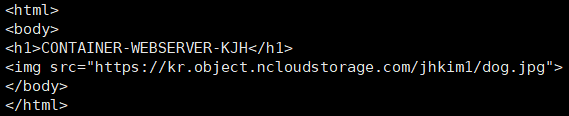 <html>
<body>
<h1>CONTAINER-WEBSERVER-KJH</h1>
<img src="https://kr.object.ncloudstorage.com/jhkim1/dog.jpg">
</body>
</html>